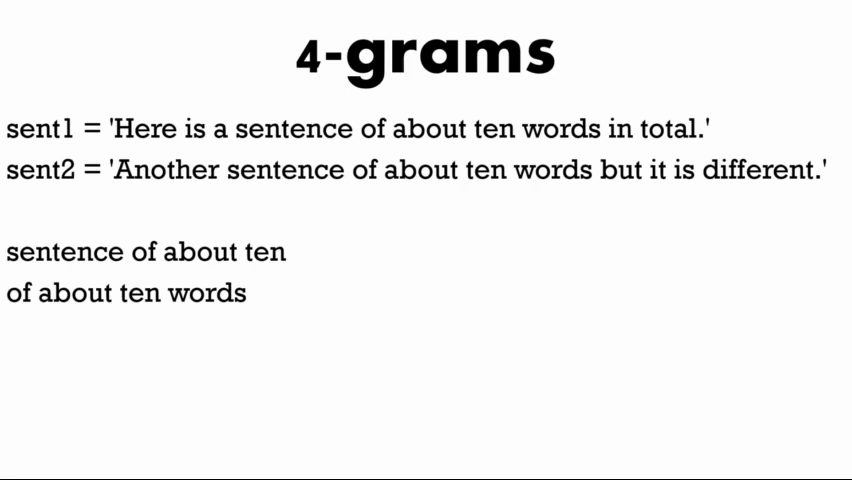 4-grams
sent1 = 'Here is a sentence of about ten words in total.'
sent2 = 'Another sentence of about ten words but it is different.'
sentence of about ten
of about ten words